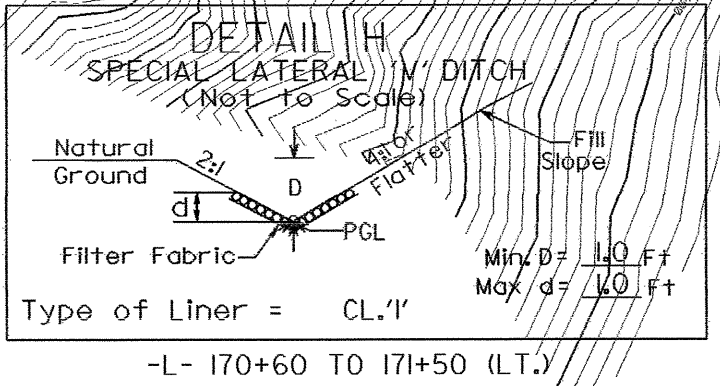 DETAIL H
SPECIAL LATERAL 'V' DITCH
(Not to Scale)
Natural
Ground
2:1
D
4:1 or
Flatter
Fill
Slope
d
Filter Fabric
PGL
Min. D= 1.0 Ft
Max d= 1.0 Ft
Type of Liner = CL.'I'
-L- 170+60 TO 171+50 (LT.)